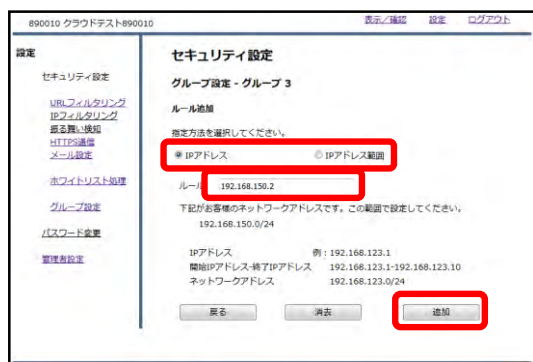 890010 クラウドテスト890010
表示/確認 設定 ログアウト
設定
セキュリティ設定
URLフィルタリング
IPフィルタリング
振る舞い検知
HTTPS通信
メール設定
ホワイトリスト処理
グループ設定
パスワード変更
管理者設定
セキュリティ設定
グループ設定 - グループ 3
ルール追加
指定方法を選択してください。
IPアドレス IPアドレス範囲
ルール 192.168.150.2
下記がお客様のネットワークアドレスです。この範囲で設定してください。
192.168.150.0/24
IPアドレス 例：192.168.123.1
開始IPアドレス-終了IPアドレス 192.168.123.1-192.168.123.10
ネットワークアドレス 192.168.123.0/24
戻る 消去 追加